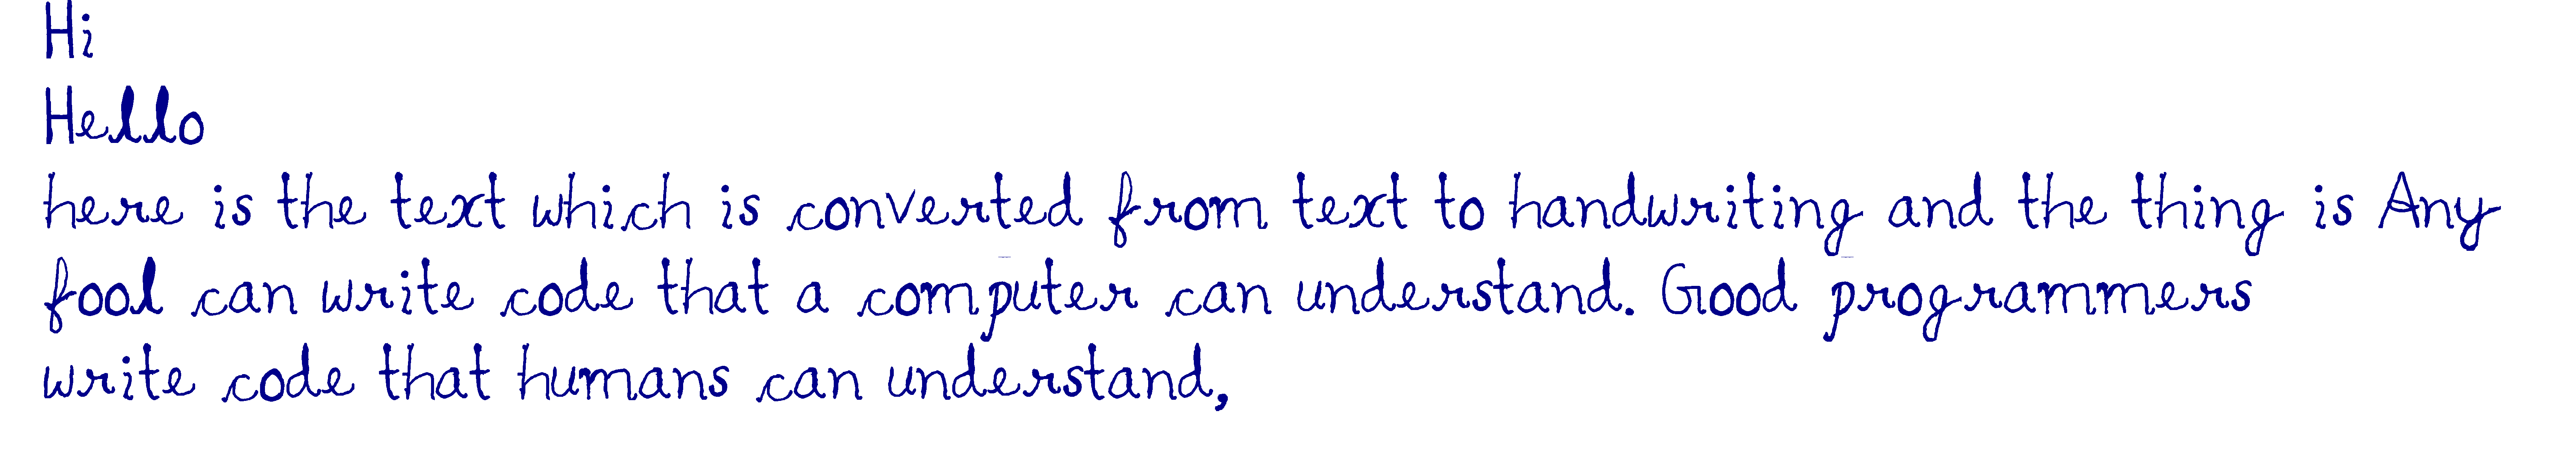 Hi
Hello
here is the text which is converted from text to handwriting and the thing is Any
fool can write code that a computer can understand. Good programmers
write code that humans can understand,